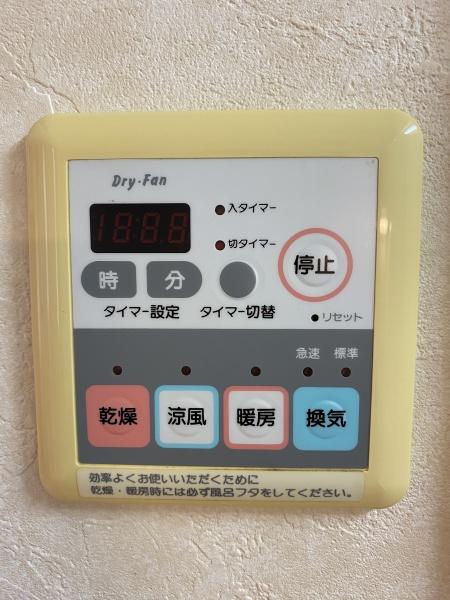 Dry・Fan
18:88
入タイマー
切タイマー
時 分
停止
タイマー設定 タイマー切替
リセット
急速 標準
乾燥 涼風 暖房 換気
効率よくお使いいただくために
乾燥・暖房時には必ず風呂フタをしてください。